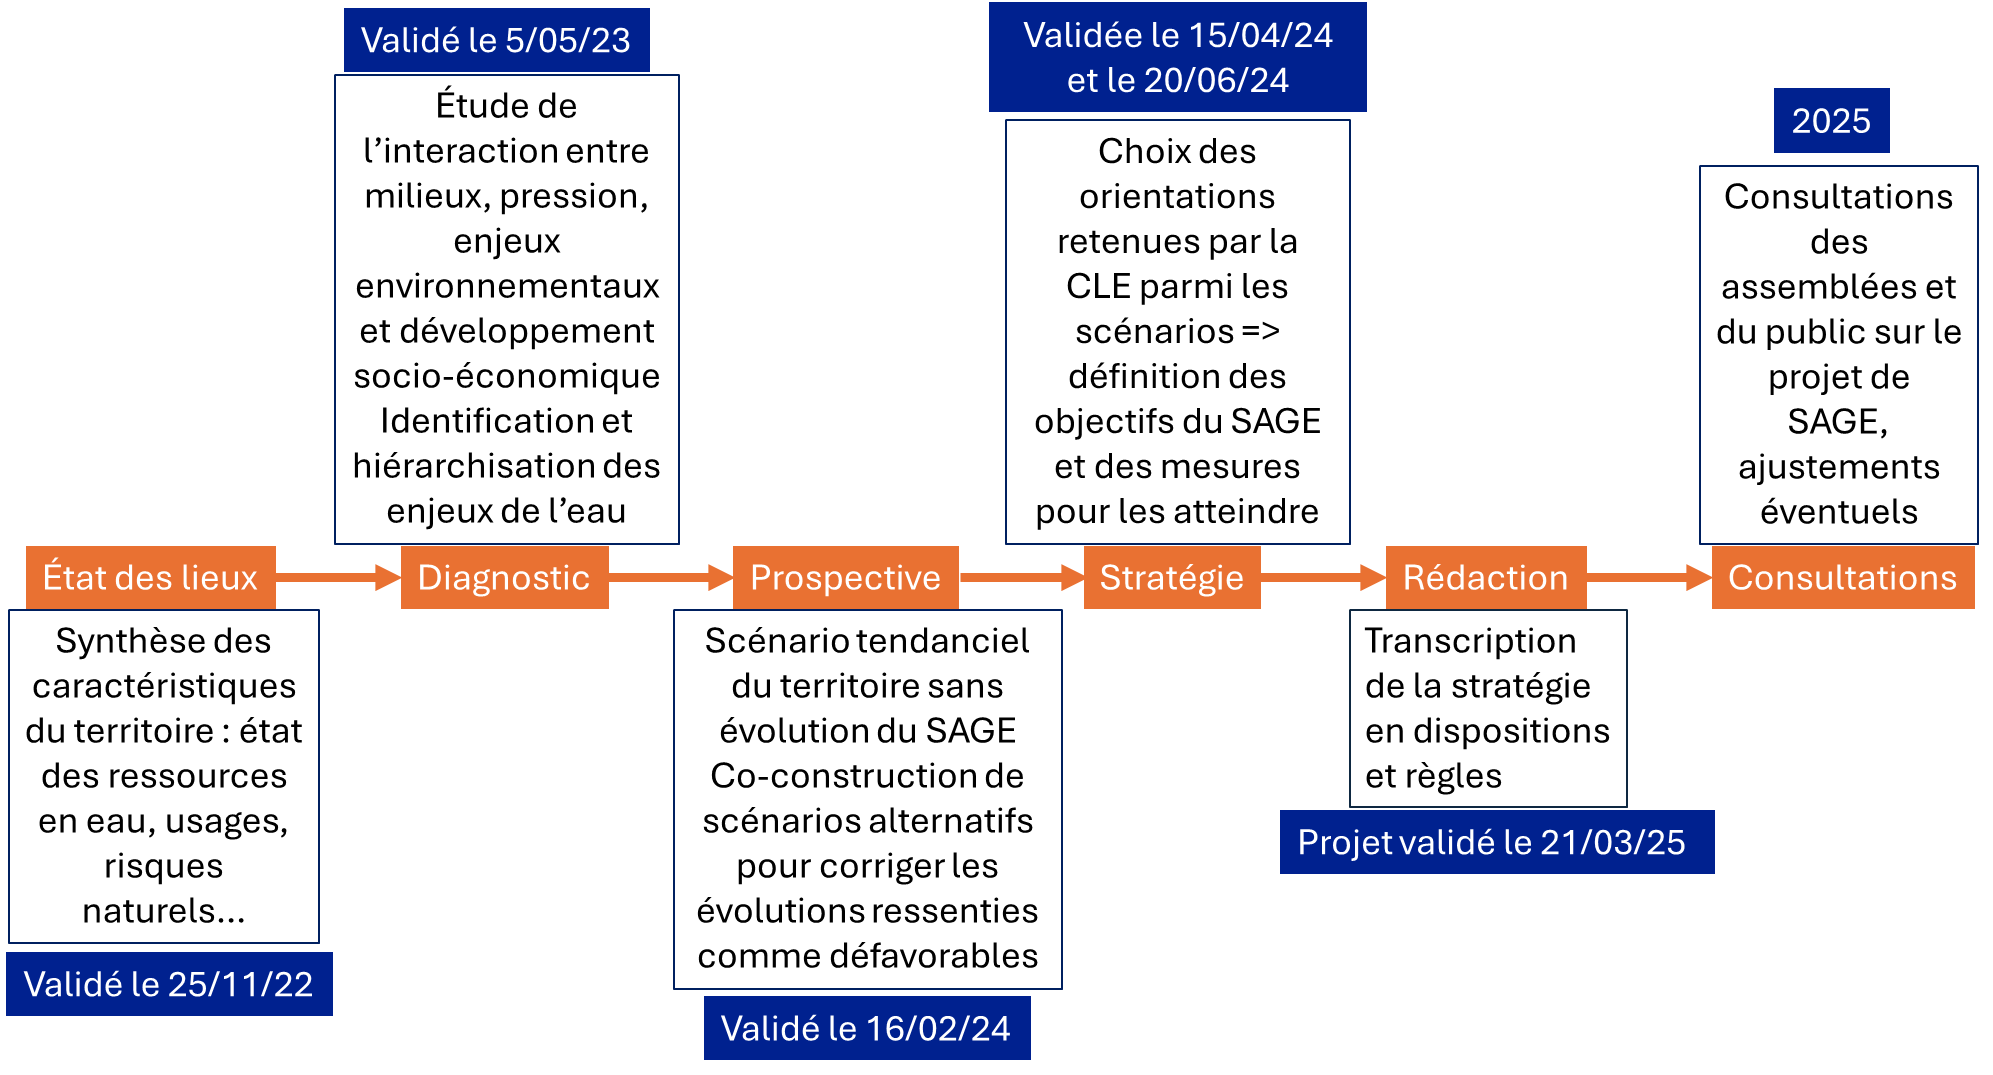 Validé le 5/05/23
Étude de
l’interaction entre
milieux, pression,
enjeux
environnementaux
et développement
socio-économique
Identification et
hiérarchisation des
enjeux de l’eau
Validée le 15/04/24
et le 20/06/24
Choix des
orientations
retenues par la
CLE parmi les
scénarios =>
définition des
objectifs du SAGE
et des mesures
pour les atteindre
2025
Consultations
des
assemblées et
du public sur le
projet de
SAGE,
ajustements
éventuels
État des lieux
Diagnostic
Prospective
Stratégie
Rédaction
Consultations
Synthèse des
caractéristiques
du territoire : état
des ressources
en eau, usages,
risques
naturels...
Validé le 25/11/22
Scénario tendanciel
du territoire sans
évolution du SAGE
Co-construction de
scénarios alternatifs
pour corriger les
évolutions ressenties
comme défavorables
Validé le 16/02/24
Transcription
de la stratégie
en dispositions
et règles
Projet validé le 21/03/25